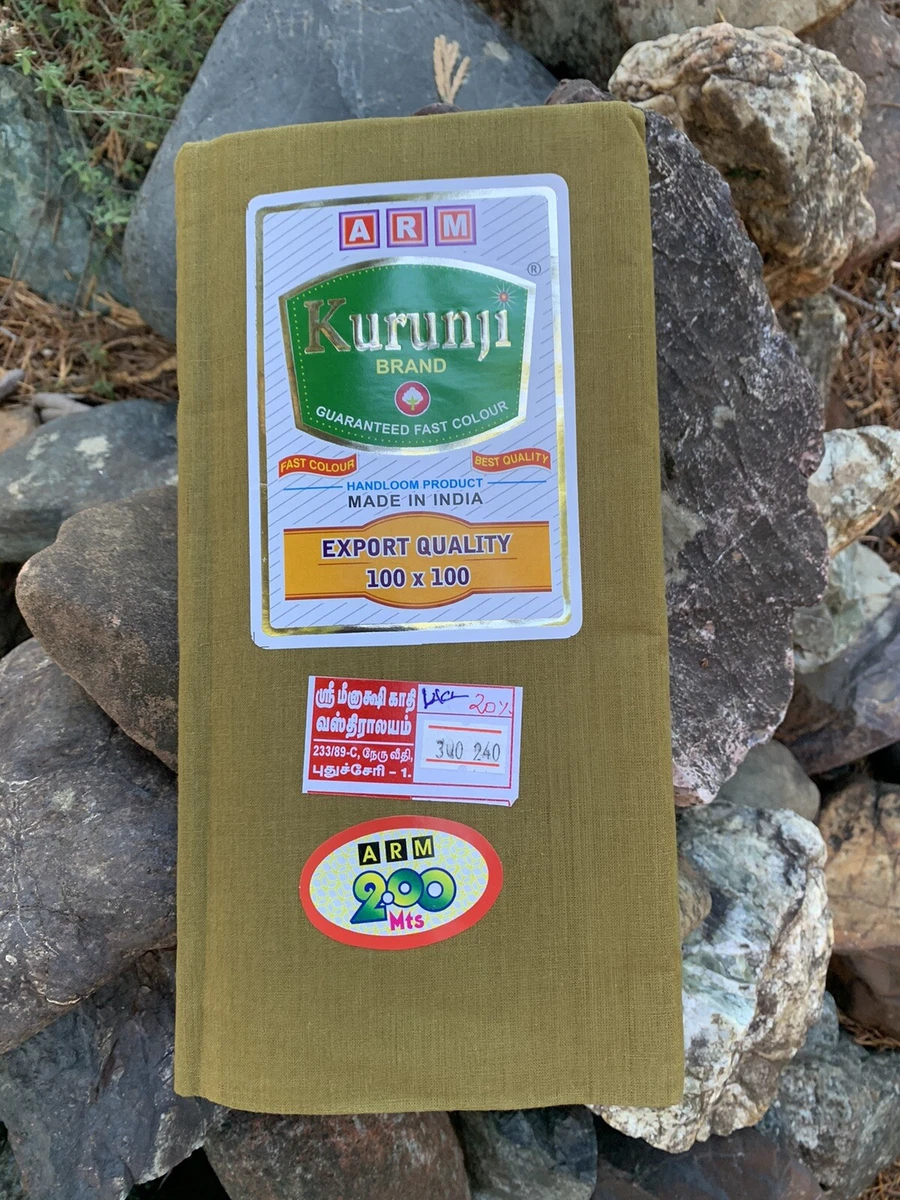 ARM
®
Kurunji
BRAND
GUARANTEED FAST COLOUR
FAST COLOUR
BEST QUALITY
HANDLOOM PRODUCT
MADE IN INDIA
EXPORT QUALITY
100 x 100
ஸ்ரீ மீனாக்ஷி காதி
வஸ்திராலயம்
233/89-C, நேரு வீதி,
புதுச்சேரி - 1.
20%
300 240
ARM
2.00
Mts